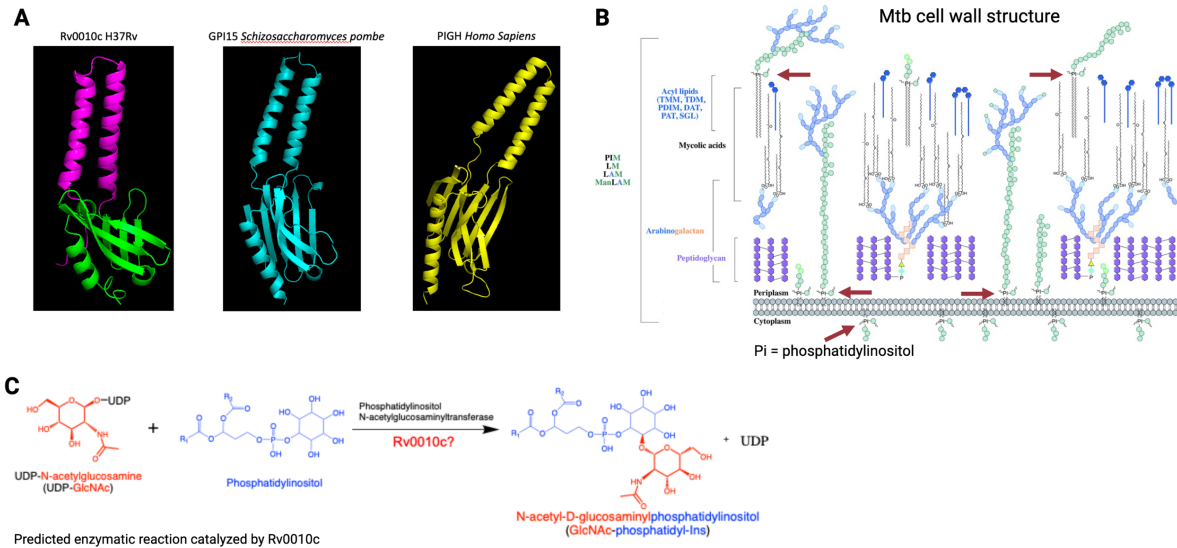 A
Rv0010c H37Rv
GPI15 Schizosaccharomyces pombe
PIGH Homo Sapiens
B
Mtb cell wall structure
Acyl lipids
(TMM, TDM,
PDIM, DAT,
PAT, SGL)
Mycolic acids
PIM
LM
LAM
ManLAM
Arabinogalactan
Peptidoglycan
Periplasm
Cytoplasm
Pi = phosphatidylinositol
C
UDP-N-acetylglucosamine
(UDP-GlcNAc)
+
Phosphatidylinositol
Phosphatidylinositol
N-acetylglucosaminyltransferase
Rv0010c?
N-acetyl-D-glucosaminylphosphatidylinositol
(GlcNAc-phosphatidyl-Ins)
+ UDP
Predicted enzymatic reaction catalyzed by Rv0010c